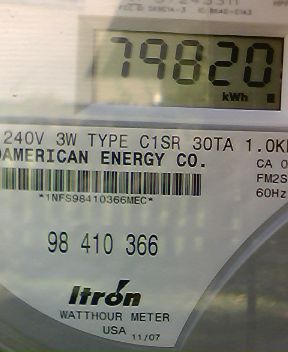 79820
kWh
240V 3W TYPE C1SR 30TA 1.0K
AMERICAN ENERGY CO.
CA 0
*1NFS98410366MEC*
FM2S
60Hz
98 410 366
Itron
WATTHOUR METER
USA 11/07